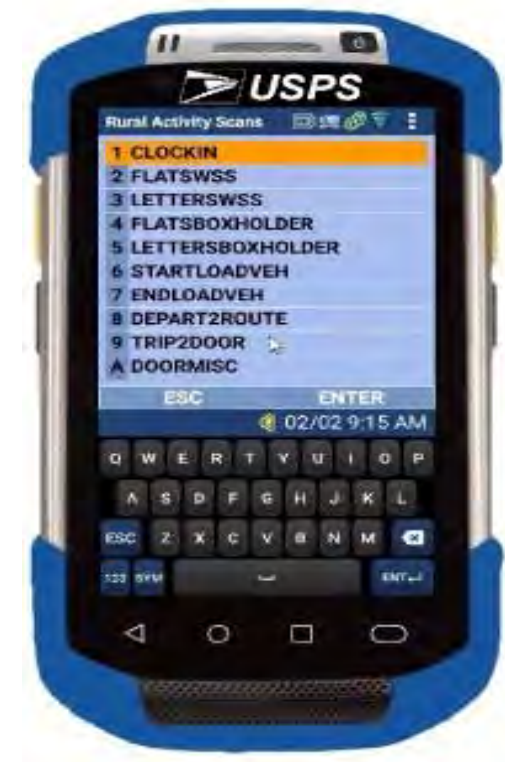 USPS
Rural Activity Scans
1 CLOCKIN
2 FLATSWSS
3 LETTERSWSS
4 FLATSBOXHOLDER
5 LETTERSBOXHOLDER
6 STARTLOADVEH
7 ENDLOADVEH
8 DEPART2ROUTE
9 TRIP2DOOR
A DOORMISC
ESC ENTER
02/02 9:15 AM
Q W E R T Y U I O P
A S D F G H J K L
ESC Z X C V B N M
123 SYM ENT